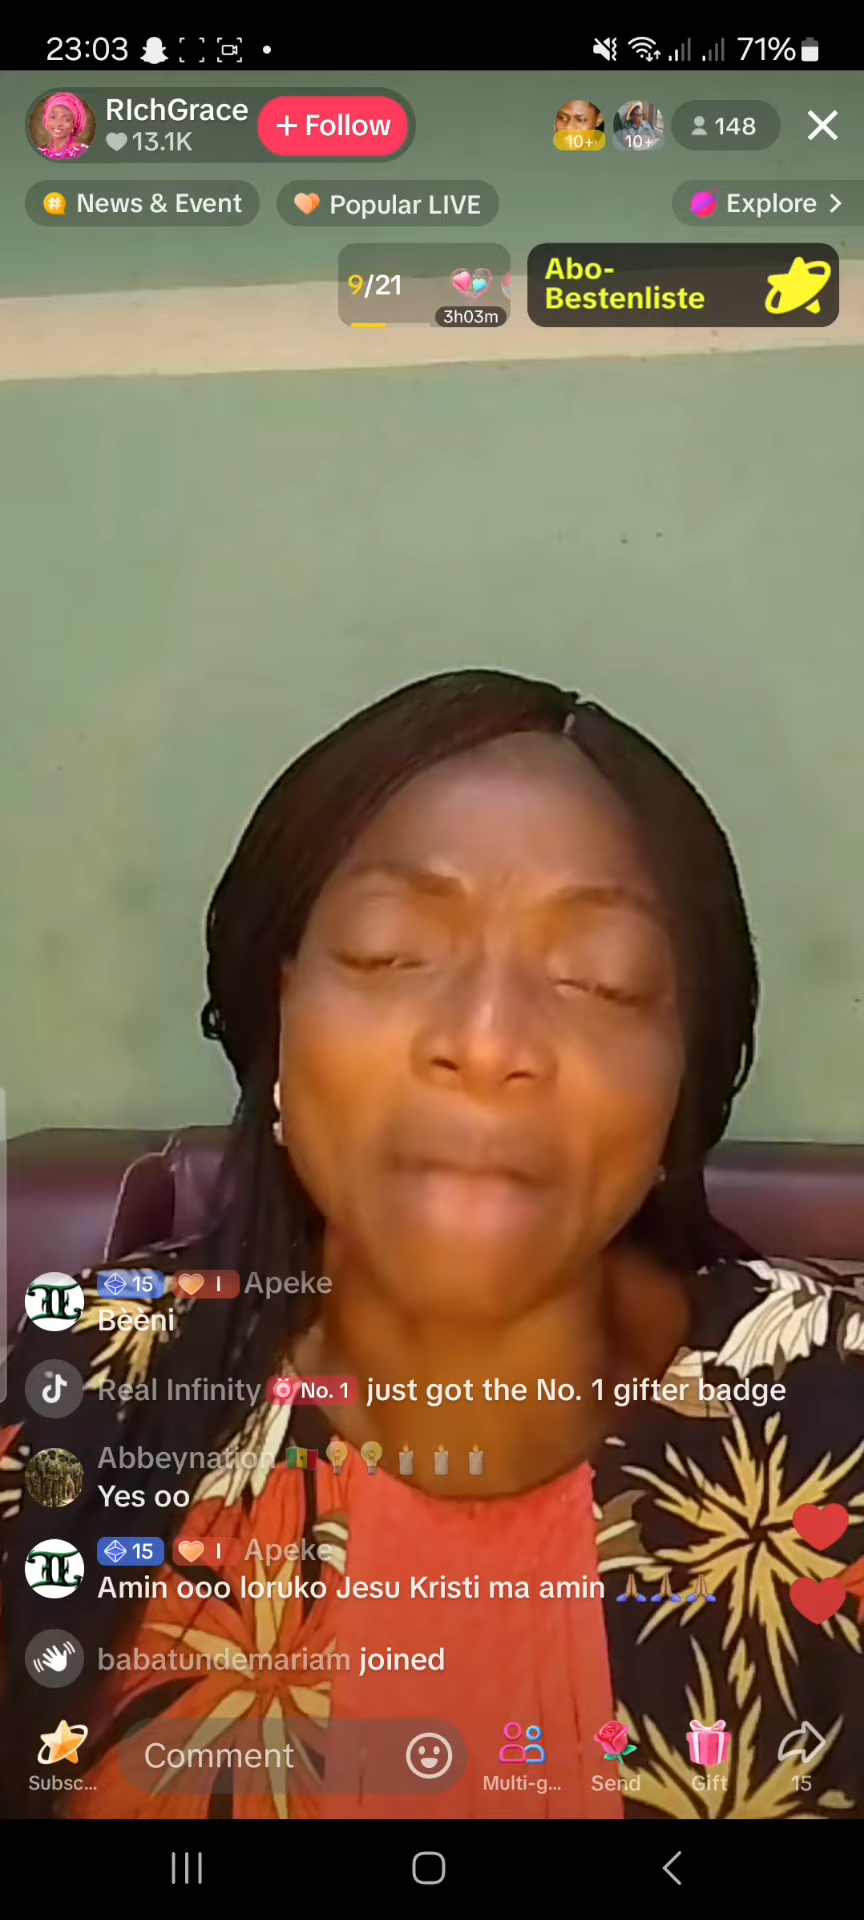 23:03
71%
RIchGrace
13.1K
+ Follow
10+
10+
148
News & Event
Popular LIVE
Explore
9/21
3h03m
Abo-
Bestenliste
15 I Apeke
Bèèni
Real Infinity No. 1 just got the No. 1 gifter badge
Abbeynation
Yes oo
15 I Apeke
Amin ooo loruko Jesu Kristi ma amin
babatundemariam joined
Subsc...
Comment
Multi-g...
Send
Gift
15